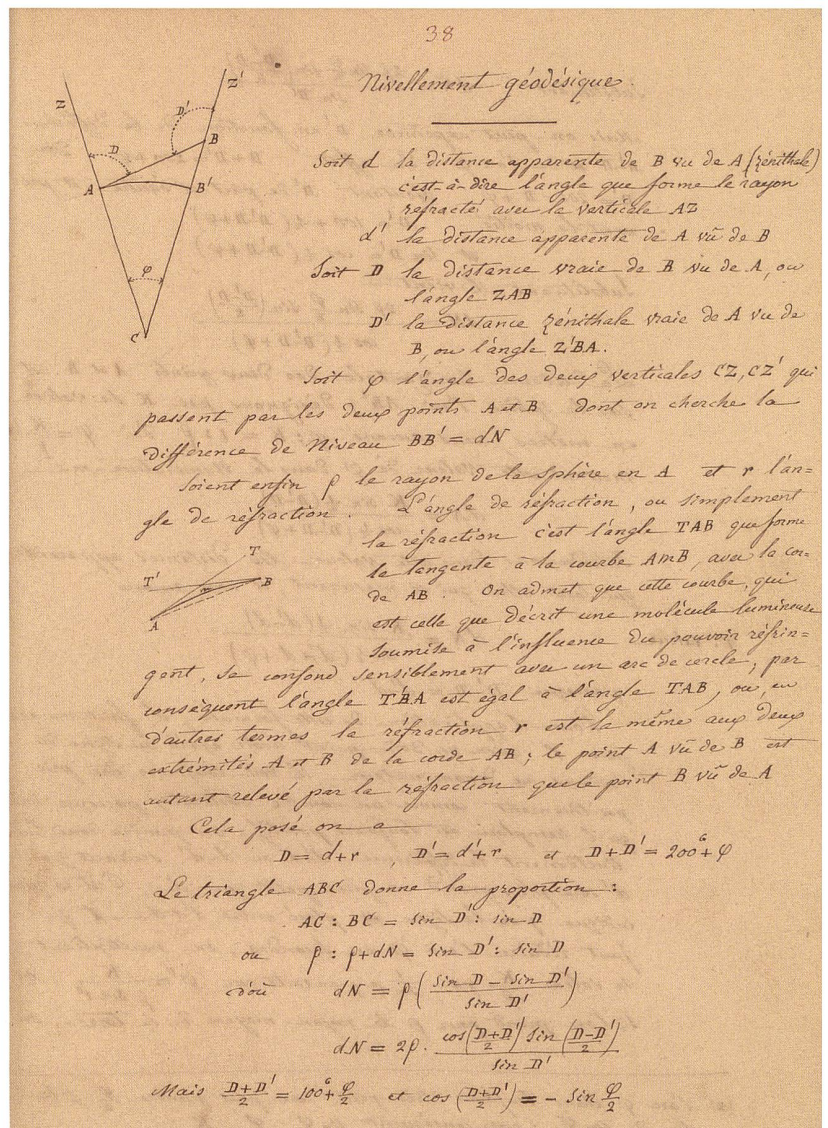 38
Nivellement géodésique.
Z
Z'
D
D'
B
A
B'
φ
C
Soit d la distance apparente de B vu de A (zénithale)
c'est-à-dire l'angle que forme le rayon
réfracté avec la verticale AZ
d' la distance apparente de A vû de B
Soit D la distance vraie de B vu de A, ou
l'angle ZAB
D' la distance zénithale vraie de A vu de
B, ou l'angle Z'BA.
Soit φ l'angle des deux verticales CZ, CZ' qui
passent par les deux points A et B dont on cherche la
différence de Niveau BB' = dN
Soient enfin ρ le rayon de la sphère en A et r l'an=
gle de réfraction. L'angle de réfraction, ou simplement
la réfraction c'est l'angle TAB que forme
la tangente à la courbe AmB, avec la cor=
de AB. On admet que cette courbe, qui
est celle que décrit une molécule lumineuse
soumise à l'influence du pouvoir réfrin=
T
T'
B
m
A
gent, se confond sensiblement avec un arc de cercle; par
conséquent l'angle T'BA est égal à l'angle TAB, ou, en
d'autres termes la réfraction r est la même aux deux
extrémités A et B de la corde AB; le point A vû de B est
autant relevé par la réfraction que le point B vû de A
Cela posé on a
D = d+r , D' = d'+r et D+D' = 200ᴳ+φ
Le triangle ABC donne la proportion :
AC : BC = sin D' : sin D
ou ρ : ρ+dN = sin D' : sin D
d'où dN = ρ ( (sin D - sin D') / sin D' )
dN = 2ρ. cos((D+D')/2) sin((D-D')/2) / sin D'
Mais (D+D')/2 = 100ᴳ+φ/2 et cos((D+D')/2) = - sin φ/2